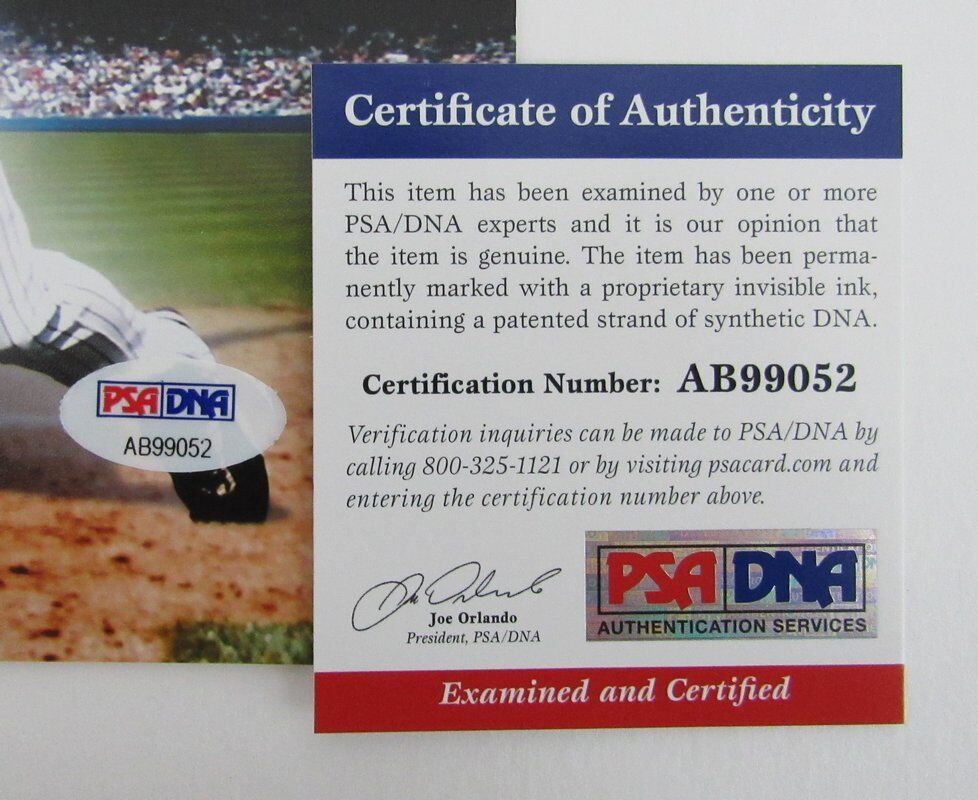 Certificate of Authenticity
This item has been examined by one or more
PSA/DNA experts and it is our opinion that
the item is genuine. The item has been perma-
nently marked with a proprietary invisible ink,
containing a patented strand of synthetic DNA.
Certification Number: AB99052
Verification inquiries can be made to PSA/DNA by
calling 800-325-1121 or by visiting psacard.com and
entering the certification number above.
Joe Orlando
President, PSA/DNA
PSA DNA
AUTHENTICATION SERVICES
Examined and Certified
PSA DNA
AB99052